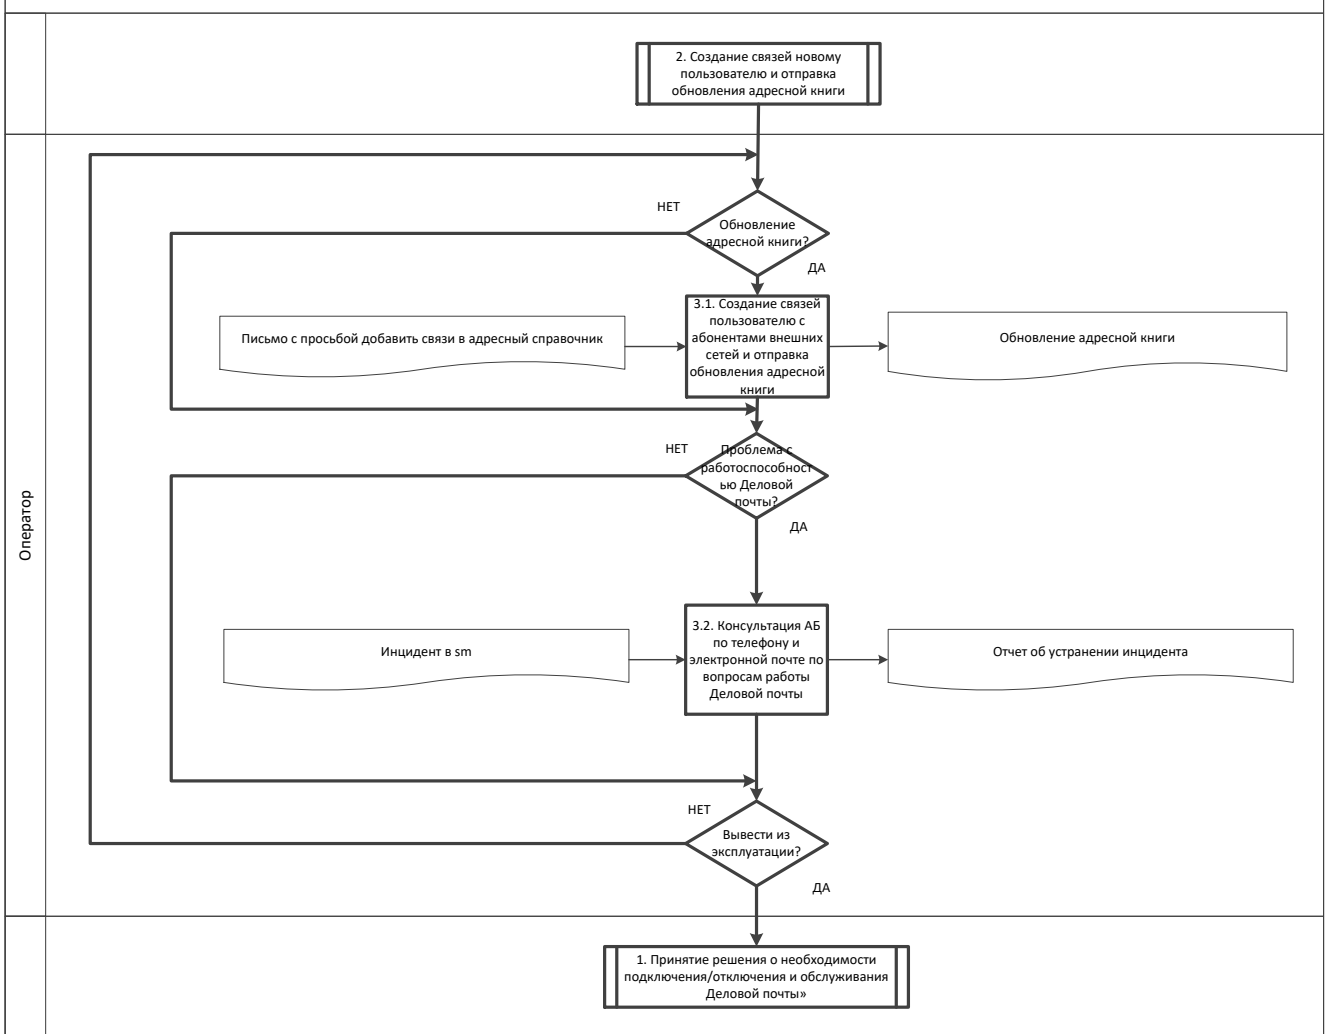 2. Создание связей новому
пользователю и отправка
обновления адресной книги
Оператор
НЕТ
Обновление
адресной книги?
ДА
Письмо с просьбой добавить связи в адресный справочник
3.1. Создание связей
пользователю с
абонентами внешних
сетей и отправка
обновления адресной
книги
Обновление адресной книги
НЕТ
Проблема с
работоспособност
ью Деловой
почты?
ДА
Инцидент в sm
3.2. Консультация АБ
по телефону и
электронной почте по
вопросам работы
Деловой почты
Отчет об устранении инцидента
НЕТ
Вывести из
эксплуатации?
ДА
1. Принятие решения о необходимости
подключения/отключения и обслуживания
Деловой почты»